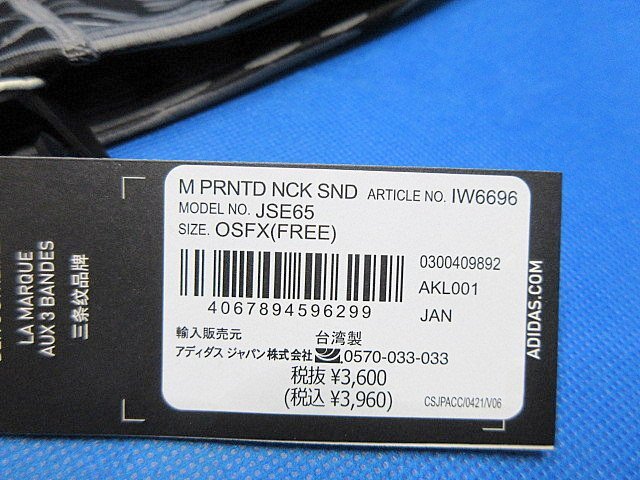 M PRNTD NCK SND ARTICLE NO. IW6696
MODEL NO. JSE65
SIZE. OSFX(FREE)
0300409892
AKL001
4067894596299
JAN
輸入販売元 台湾製
アディダス ジャパン株式会社 0570-033-033
税抜 ¥3,600
(税込 ¥3,960)
CSJPACC/0421/V06
ADIDAS.COM
LA MARQUE
AUX 3 BANDES
三条纹品牌